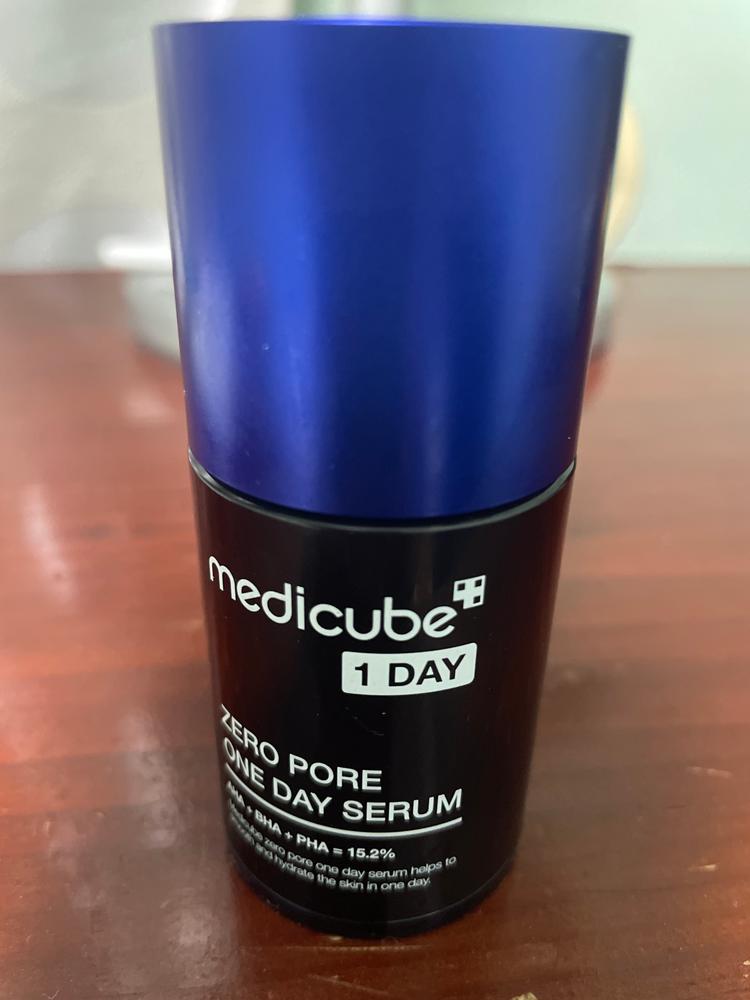 medicube
1 DAY
ZERO PORE
ONE DAY SERUM
AHA + BHA + PHA = 15.2%
zero pore one day serum helps to
and hydrate the skin in one day.